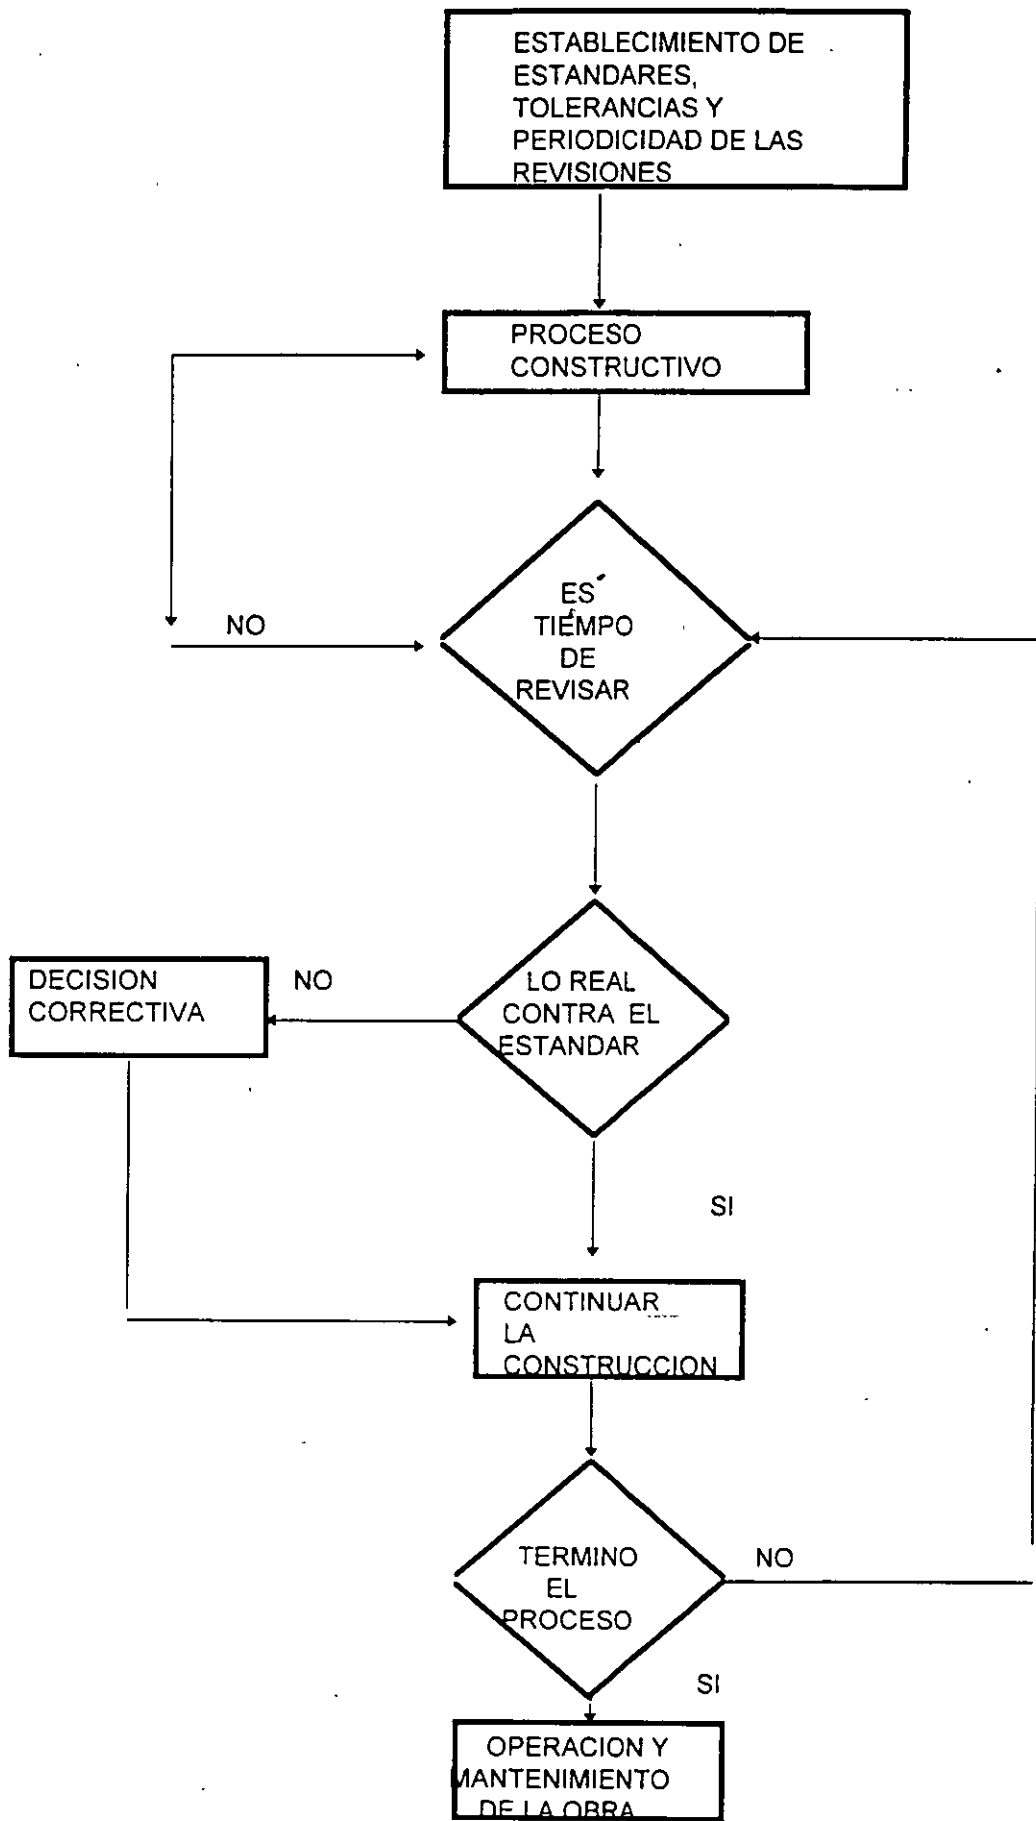 ESTABLECIMIENTO DE
ESTANDARES,
TOLERANCIAS Y
PERIODICIDAD DE LAS
REVISIONES
PROCESO
CONSTRUCTIVO
ES
TIEMPO
DE
REVISAR
NO
LO REAL
CONTRA EL
ESTANDAR
NO
DECISION
CORRECTIVA
SI
CONTINUAR
LA
CONSTRUCCION
TERMINO
EL
PROCESO
NO
SI
OPERACION Y
MANTENIMIENTO
DE LA OBRA